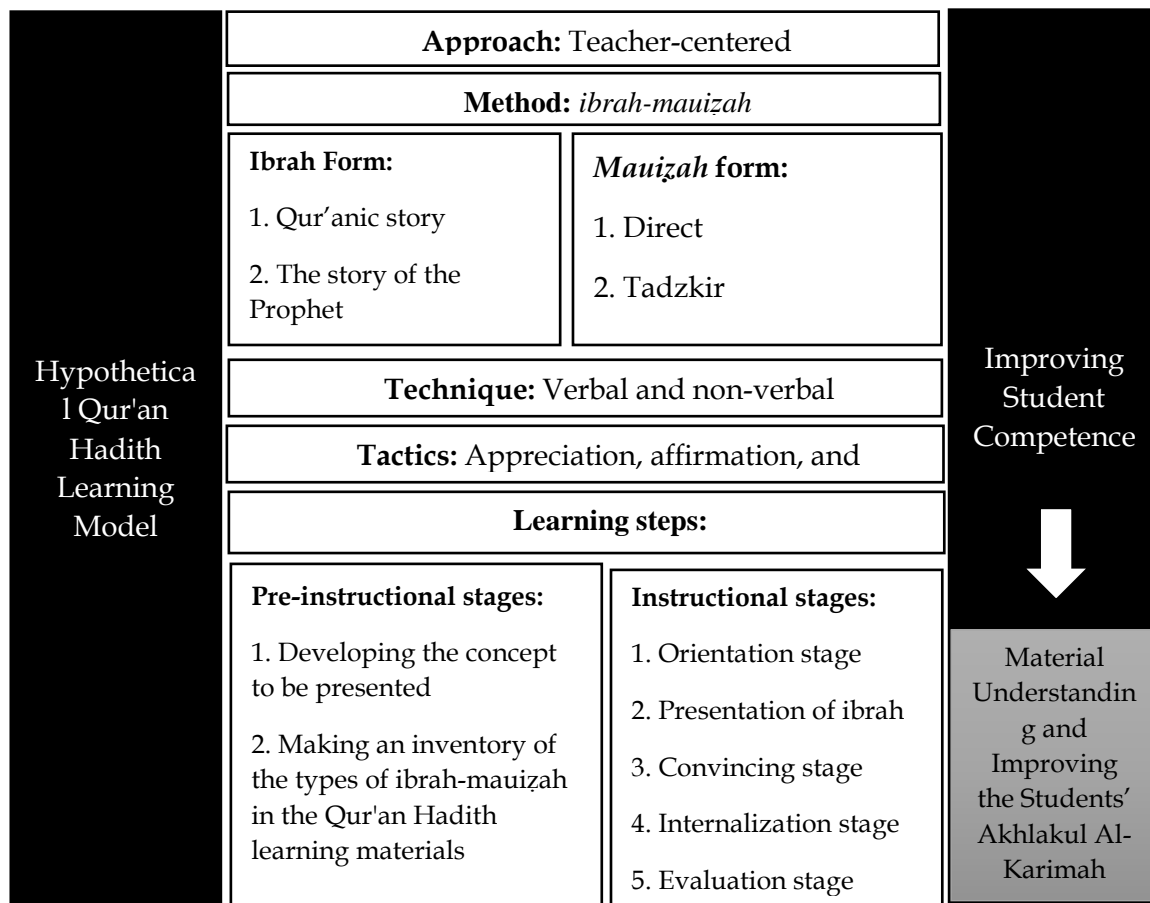 Hypothetica
l Qur'an
Hadith
Learning
Model
Approach: Teacher-centered
Method: ibrah-mauiẓah
Ibrah Form:
1. Qur’anic story
2. The story of the
Prophet
Mauiẓah form:
1. Direct
2. Tadzkir
Technique: Verbal and non-verbal
Tactics: Appreciation, affirmation, and
Learning steps:
Pre-instructional stages:
1. Developing the concept
to be presented
2. Making an inventory of
the types of ibrah-mauiẓah
in the Qur'an Hadith
learning materials
Instructional stages:
1. Orientation stage
2. Presentation of ibrah
3. Convincing stage
4. Internalization stage
5. Evaluation stage
Improving
Student
Competence
Material
Understandin
g and
Improving
the Students’
Akhlakul Al-
Karimah